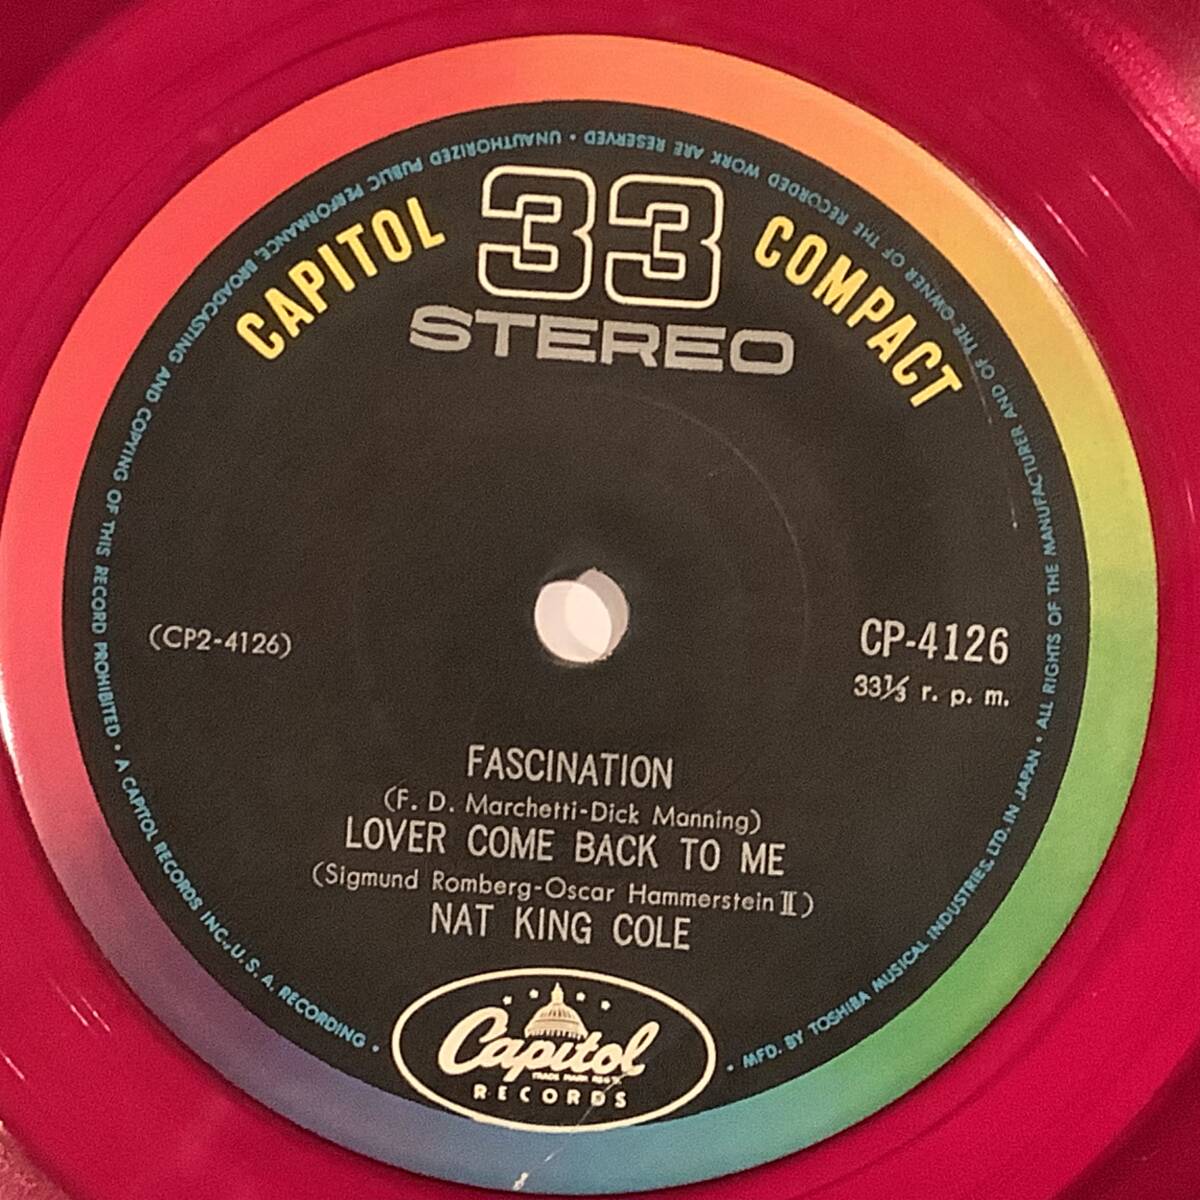 CAPITOL 33 COMPACT
STEREO
(CP2-4126)
CP-4126
33⅓ r. p. m.
FASCINATION
(F. D. Marchetti-Dick Manning)
LOVER COME BACK TO ME
(Sigmund Romberg-Oscar Hammerstein II)
NAT KING COLE
Capitol
TRADE MARK REG.
RECORDS
• MFD. BY TOSHIBA MUSICAL INDUSTRIES, LTD. IN JAPAN • ALL RIGHTS OF THE MANUFACTURER AND OF THE OWNER OF THE RECORDED WORK ARE RESERVED • UNAUTHORIZED PUBLIC PERFORMANCE, BROADCASTING AND COPYING OF THIS RECORD PROHIBITED • A CAPITOL RECORDS INC., U. S. A. RECORDING •